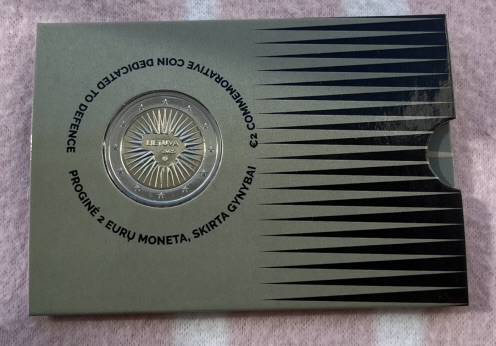 €2 COMMEMORATIVE COIN DEDICATED TO DEFENCE
PROGINĖ 2 EURŲ MONETA, SKIRTA GYNYBAI
LIETUVA